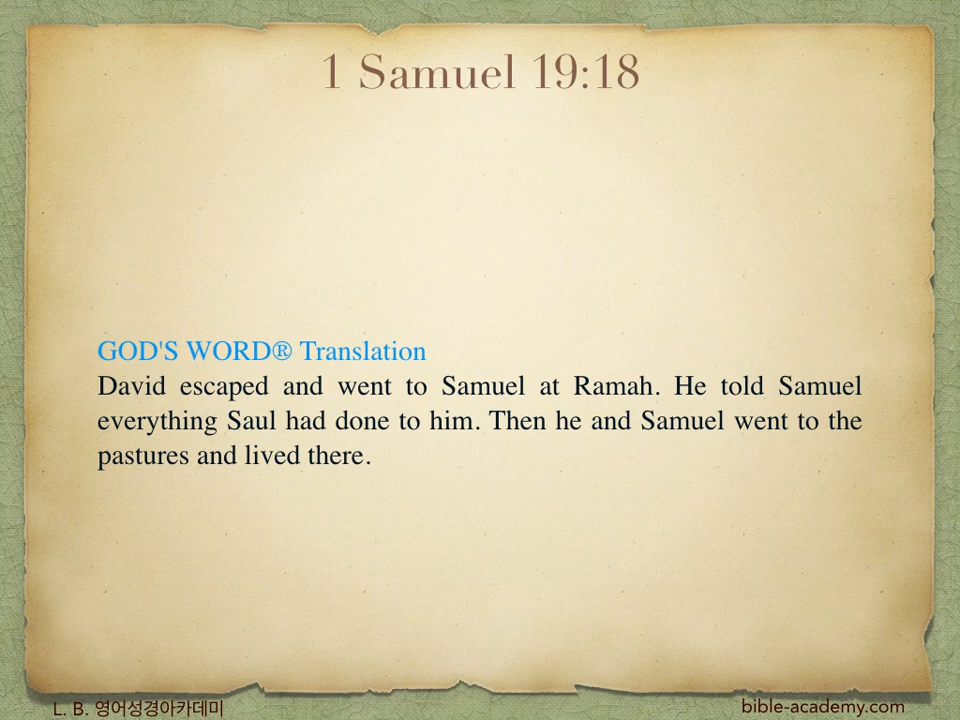 1 Samuel 19:18
GOD'S WORD® Translation
David escaped and went to Samuel at Ramah. He told Samuel
everything Saul had done to him. Then he and Samuel went to the
pastures and lived there.
L. B. 영어성경아카데미
bible-academy.com